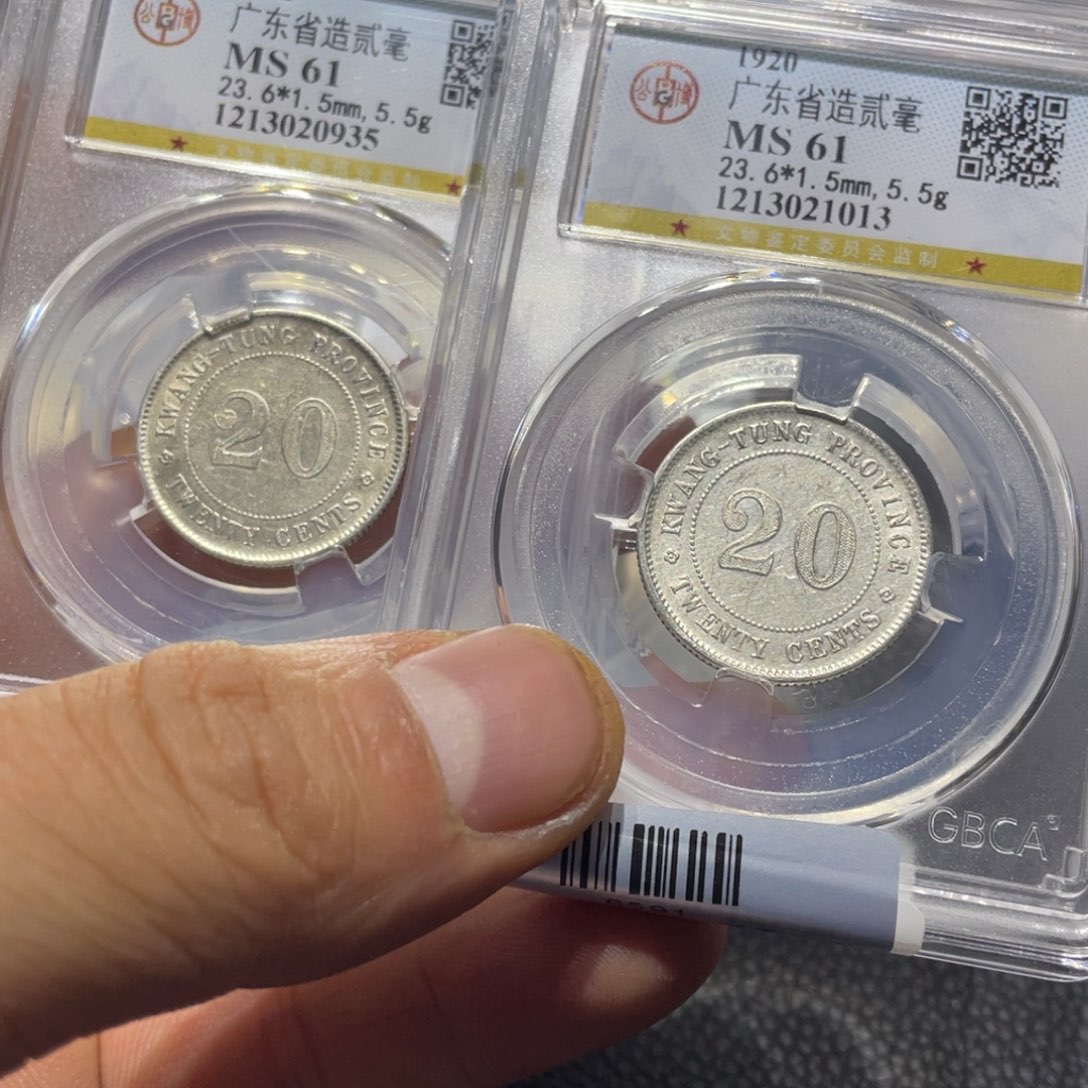 广东省造贰毫
MS 61
23.6*1.5mm, 5.5g
1213020935
KWANG-TUNG PROVINCE
20
TWENTY CENTS
1920
公博
广东省造贰毫
MS 61
23.6*1.5mm, 5.5g
1213021013
文物鉴定委员会监制
KWANG-TUNG PROVINCE
20
TWENTY CENTS
GBCA